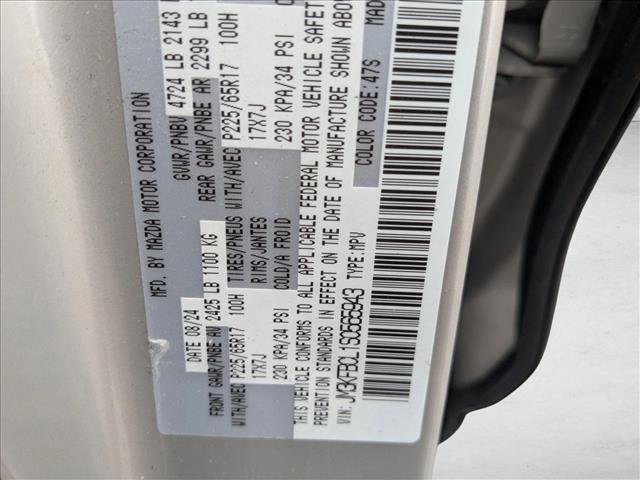 MFD. BY MAZDA MOTOR CORPORATION
DATE 08/24 GVWR/PNBV 4724 LB 2143
FRONT GAWR/PNBE AV 2425 LB 1100 KG REAR GAWR/PNBE AR 2299 LB
WITH/AVEC P225/65R17 100H TIRES/PNEUS WITH/AVEC P225/65R17 100H
17X7J RIMS/JANTES 17X7J
230 KPA/34 PSI COLD/A FROID 230 KPA/34 PSI
THIS VEHICLE CONFORMS TO ALL APPLICABLE FEDERAL MOTOR VEHICLE SAFET
PREVENTION STANDARDS IN EFFECT ON THE DATE OF MANUFACTURE SHOWN ABOV
VIN: JM3KFBCL1S0565943 TYPE: MPV COLOR CODE: 47S MAD